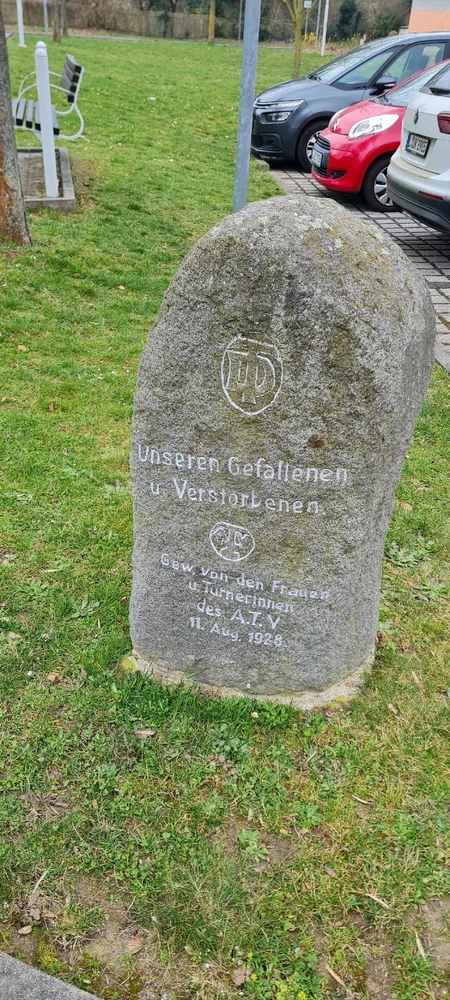 Unseren Gefallenen
u. Verstorbenen.
Gew. von den Frauen
u. Turnerinnen
des A.T.V
11. Aug. 1928.